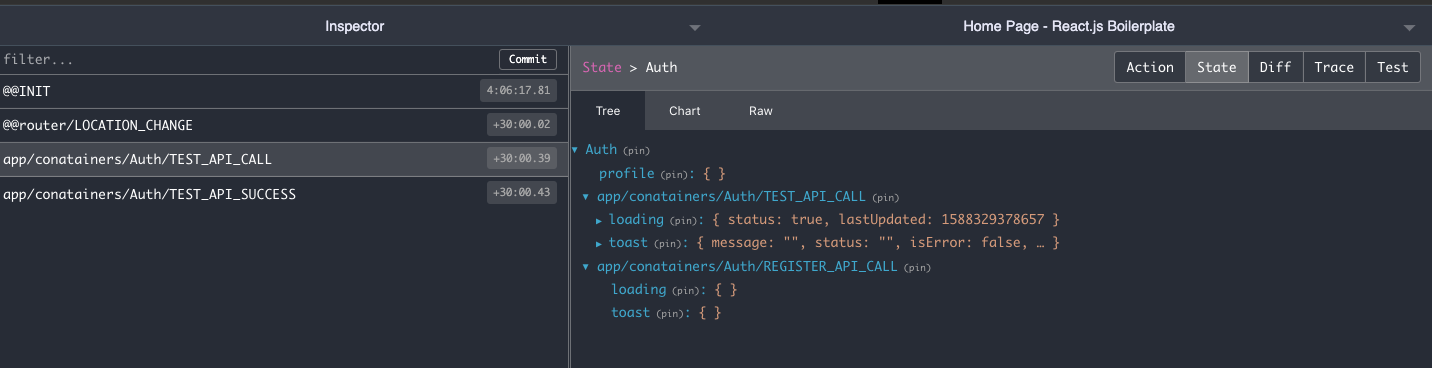 Inspector
Home Page - React.js Boilerplate
filter...
Commit
@@INIT
4:06:17.81
@@router/LOCATION_CHANGE
+30:00.02
app/conatainers/Auth/TEST_API_CALL
+30:00.39
app/conatainers/Auth/TEST_API_SUCCESS
+30:00.43
State > Auth
Action State Diff Trace Test
Tree Chart Raw
Auth (pin)
profile (pin): { }
app/conatainers/Auth/TEST_API_CALL (pin)
loading (pin): { status: true, lastUpdated: 1588329378657 }
toast (pin): { message: "", status: "", isError: false, … }
app/conatainers/Auth/REGISTER_API_CALL (pin)
loading (pin): { }
toast (pin): { }